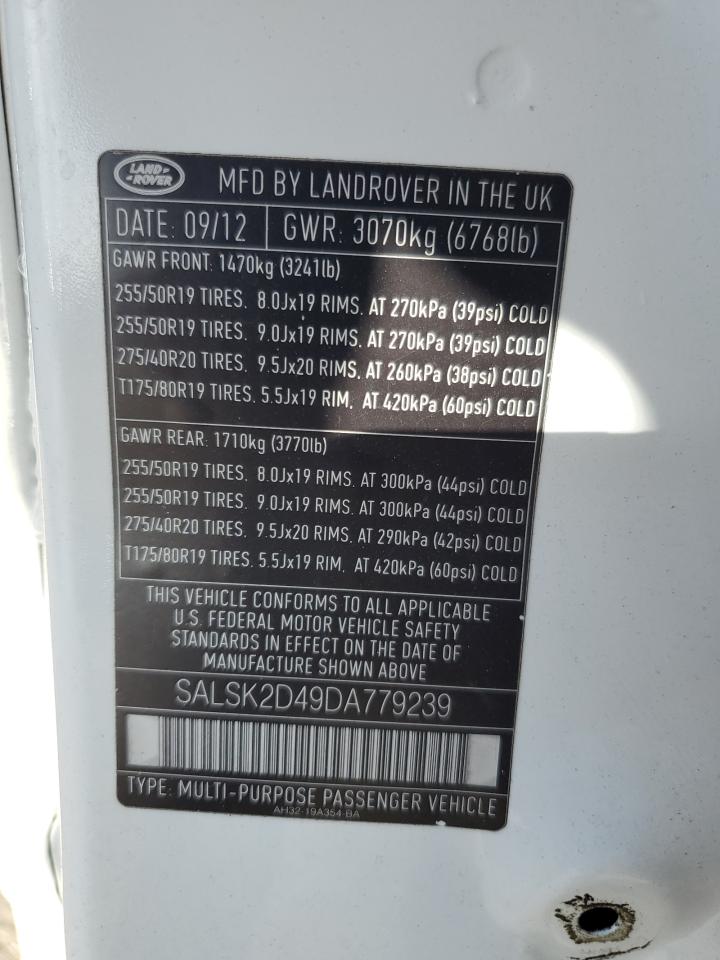 LAND ROVER
MFD BY LANDROVER IN THE UK
DATE: 09/12 GWR: 3070kg (6768lb)
GAWR FRONT: 1470kg (3241lb)
255/50R19 TIRES. 8.0Jx19 RIMS. AT 270kPa (39psi) COLD
255/50R19 TIRES. 9.0Jx19 RIMS. AT 270kPa (39psi) COLD
275/40R20 TIRES. 9.5Jx20 RIMS. AT 260kPa (38psi) COLD
T175/80R19 TIRES. 5.5Jx19 RIM. AT 420kPa (60psi) COLD
GAWR REAR: 1710kg (3770lb)
255/50R19 TIRES. 8.0Jx19 RIMS. AT 300kPa (44psi) COLD
255/50R19 TIRES. 9.0Jx19 RIMS. AT 300kPa (44psi) COLD
275/40R20 TIRES. 9.5Jx20 RIMS. AT 290kPa (42psi) COLD
T175/80R19 TIRES. 5.5Jx19 RIM. AT 420kPa (60psi) COLD
THIS VEHICLE CONFORMS TO ALL APPLICABLE
U.S. FEDERAL MOTOR VEHICLE SAFETY
STANDARDS IN EFFECT ON THE DATE OF
MANUFACTURE SHOWN ABOVE
SALSK2D49DA779239
TYPE: MULTI-PURPOSE PASSENGER VEHICLE
AH32-19A354-BA